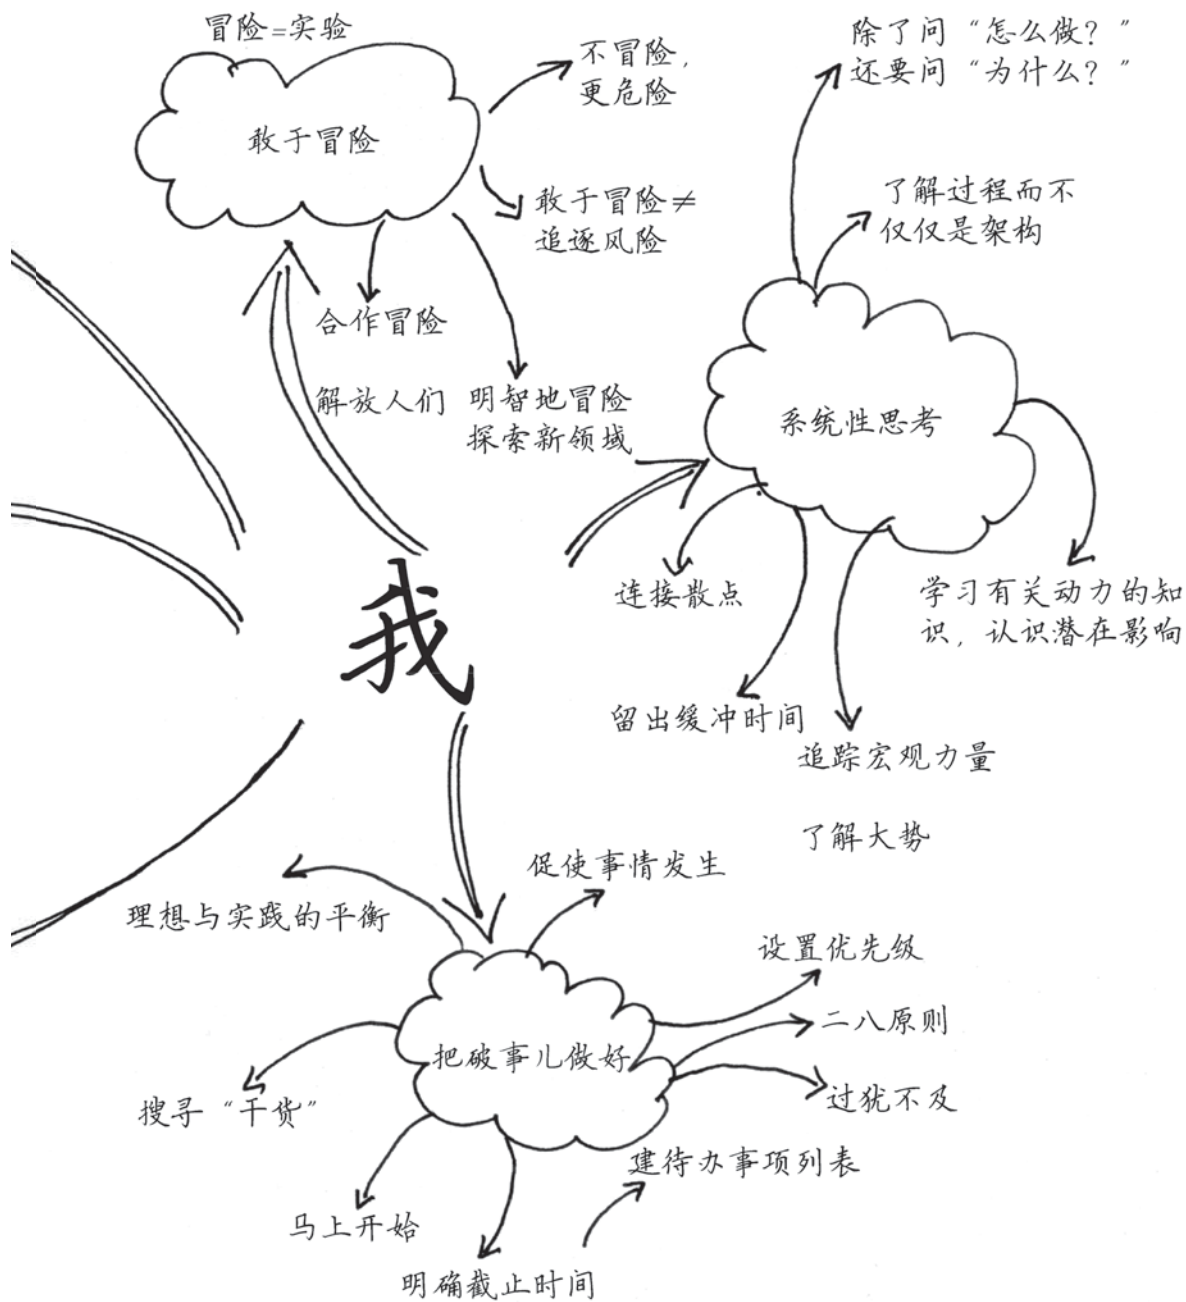 冒险=实验
敢于冒险
不冒险，
更危险
敢于冒险≠
追逐风险
合作冒险
解放人们
明智地冒险
探索新领域
除了问“怎么做？”
还要问“为什么？”
了解过程而不
仅仅是架构
系统性思考
连接散点
学习有关动力的知
识，认识潜在影响
留出缓冲时间
追踪宏观力量
了解大势
我
促使事情发生
理想与实践的平衡
设置优先级
二八原则
把破事儿做好
过犹不及
搜寻“干货”
建待办事项列表
马上开始
明确截止时间